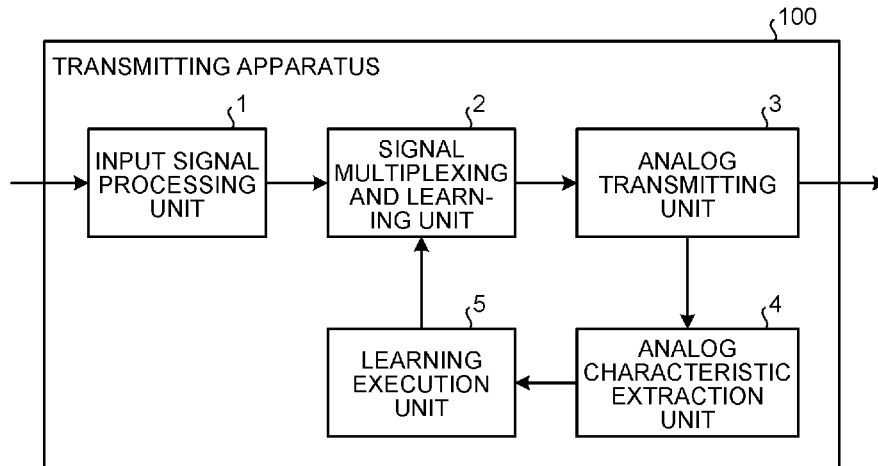 100
TRANSMITTING APPARATUS
1
INPUT SIGNAL
PROCESSING
UNIT
2
SIGNAL
MULTIPLEXING
AND LEARN-
ING UNIT
3
ANALOG
TRANSMITTING
UNIT
5
LEARNING
EXECUTION
UNIT
4
ANALOG
CHARACTERISTIC
EXTRACTION
UNIT